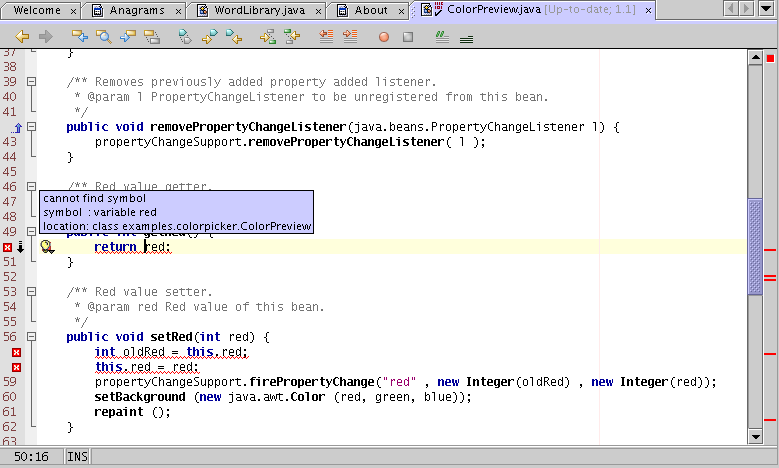 Welcome × Anagrams × WordLibrary.java × About × ColorPreview.java [Up-to-date; 1.1] ×
37 }
38
39 /** Removes previously added property added listener.
40 * @param l PropertyChangeListener to be unregistered from this bean.
41 */
public void removePropertyChangeListener(java.beans.PropertyChangeListener l) {
43 propertyChangeSupport.removePropertyChangeListener( l );
44 }
45
46 /** Red value getter.
47
cannot find symbol
symbol : variable red
location: class examples.colorpicker.ColorPreview
48
49 public int getRed() {
return red;
51 }
52
53 /** Red value setter.
54 * @param red Red value of this bean.
55 */
56 public void setRed(int red) {
int oldRed = this.red;
this.red = red;
59 propertyChangeSupport.firePropertyChange("red" , new Integer(oldRed) , new Integer(red));
60 setBackground (new java.awt.Color (red, green, blue));
61 repaint ();
62 }
63
50:16 INS